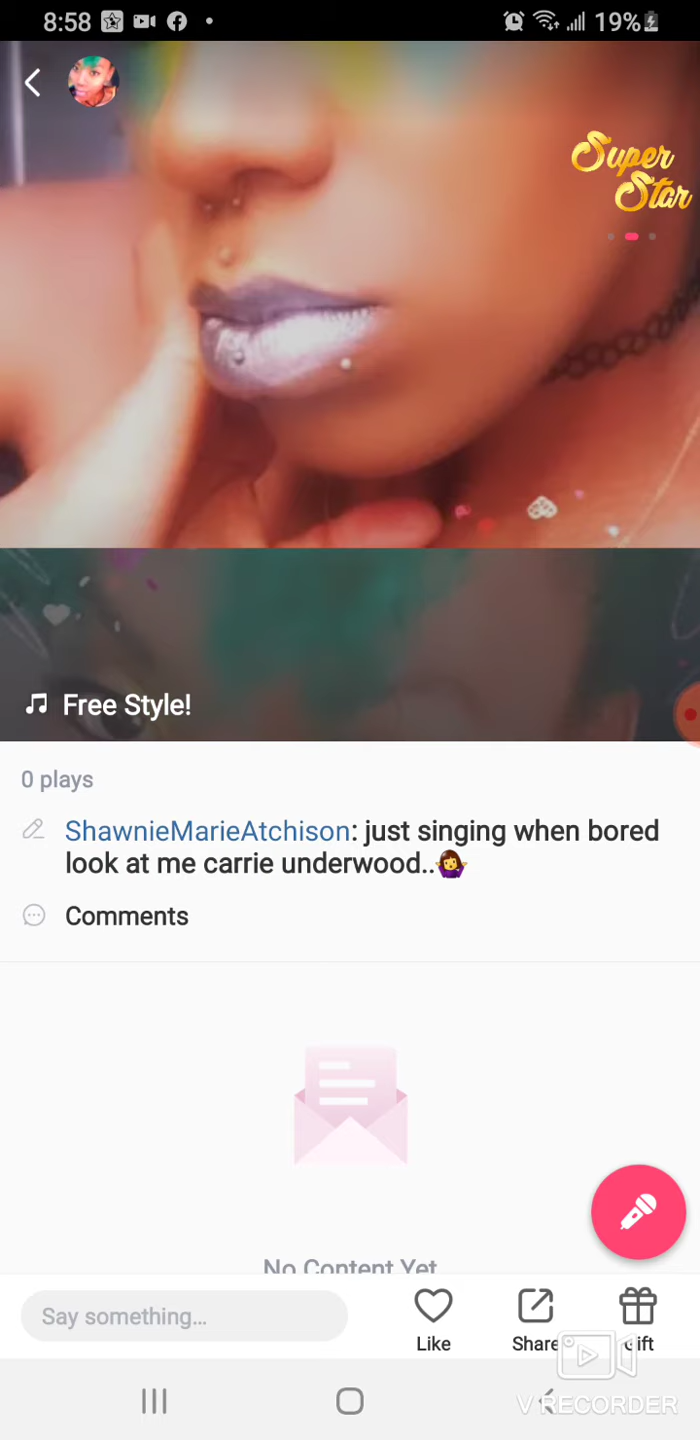 8:58
19%
Super
Star
Free Style!
0 plays
ShawnieMarieAtchison: just singing when bored
look at me carrie underwood..🤷‍♀️
Comments
No Content Yet
Say something...
Like
Share
Gift
V RECORDER